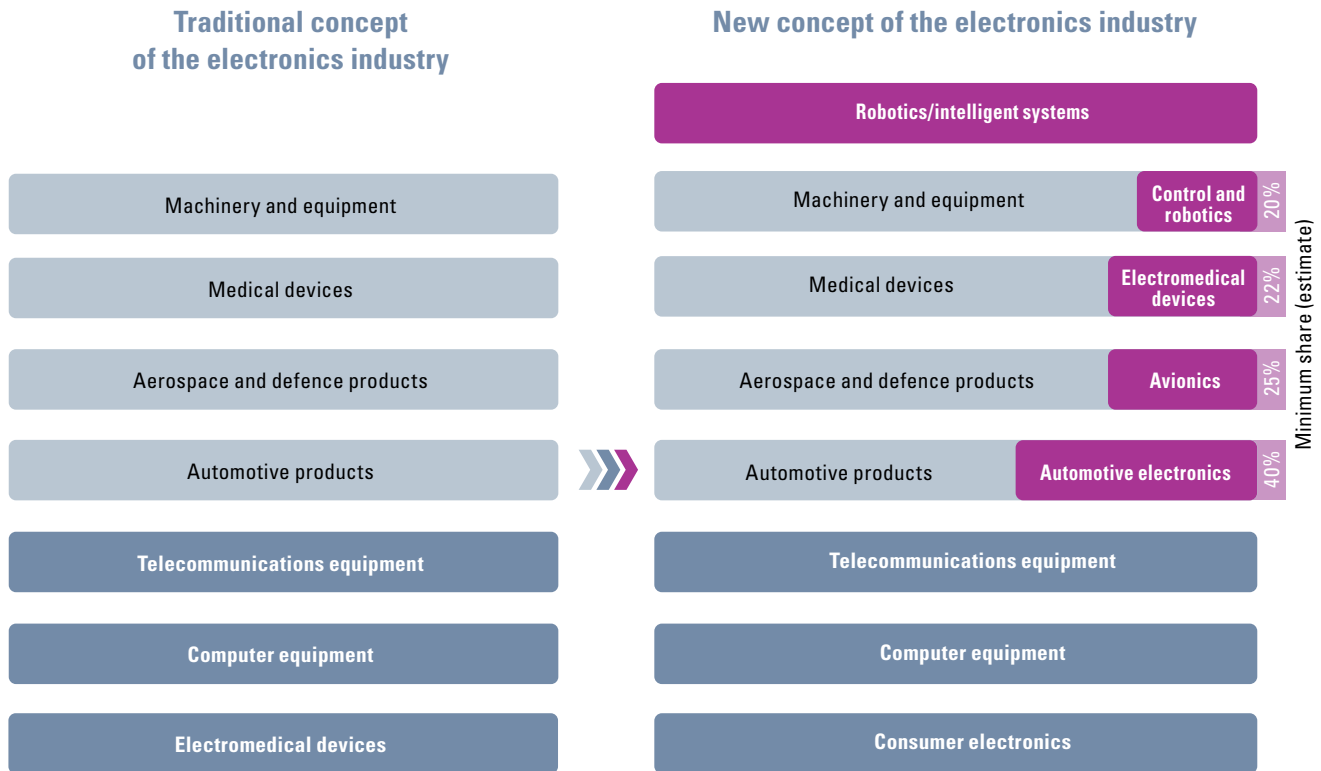 Traditional concept
of the electronics industry
New concept of the electronics industry
Robotics/intelligent systems
Machinery and equipment
Machinery and equipment
Control and
robotics
20%
Medical devices
Medical devices
Electromedical
devices
22%
Aerospace and defence products
Aerospace and defence products
Avionics
25%
Automotive products
Automotive products
Automotive electronics
40%
Minimum share (estimate)
Telecommunications equipment
Telecommunications equipment
Computer equipment
Computer equipment
Electromedical devices
Consumer electronics